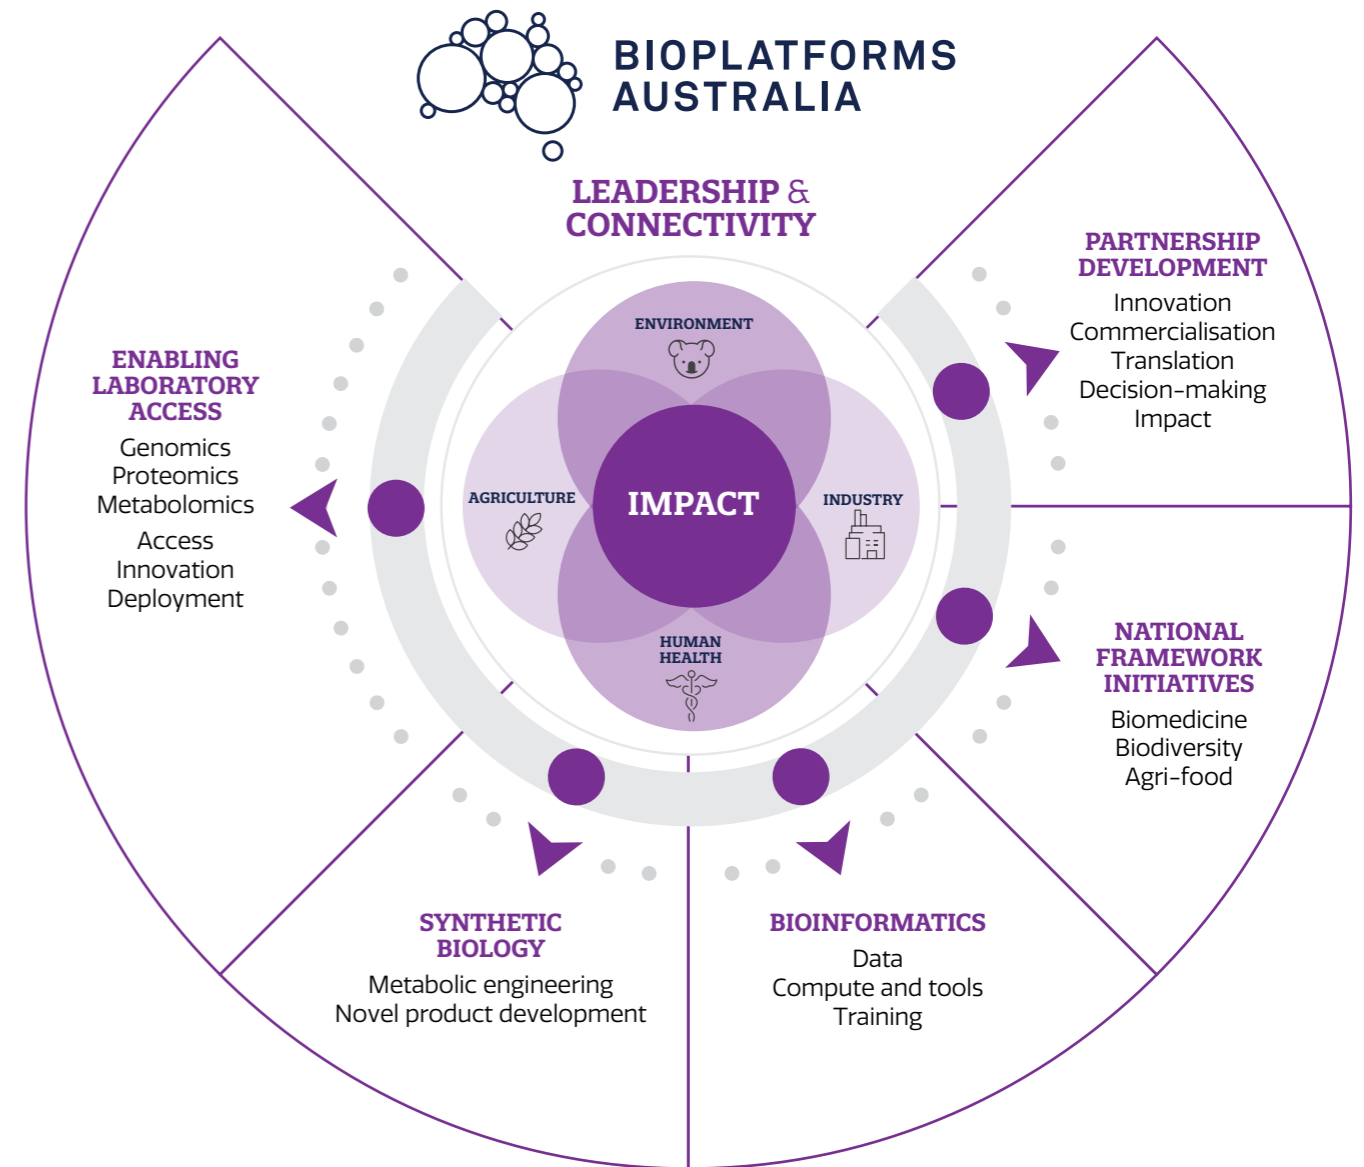 BIOPLATFORMS
AUSTRALIA
LEADERSHIP &
CONNECTIVITY
ENVIRONMENT
AGRICULTURE
IMPACT
INDUSTRY
HUMAN
HEALTH
ENABLING
LABORATORY
ACCESS
Genomics
Proteomics
Metabolomics
Access
Innovation
Deployment
SYNTHETIC
BIOLOGY
Metabolic engineering
Novel product development
BIOINFORMATICS
Data
Compute and tools
Training
NATIONAL
FRAMEWORK
INITIATIVES
Biomedicine
Biodiversity
Agri-food
PARTNERSHIP
DEVELOPMENT
Innovation
Commercialisation
Translation
Decision-making
Impact